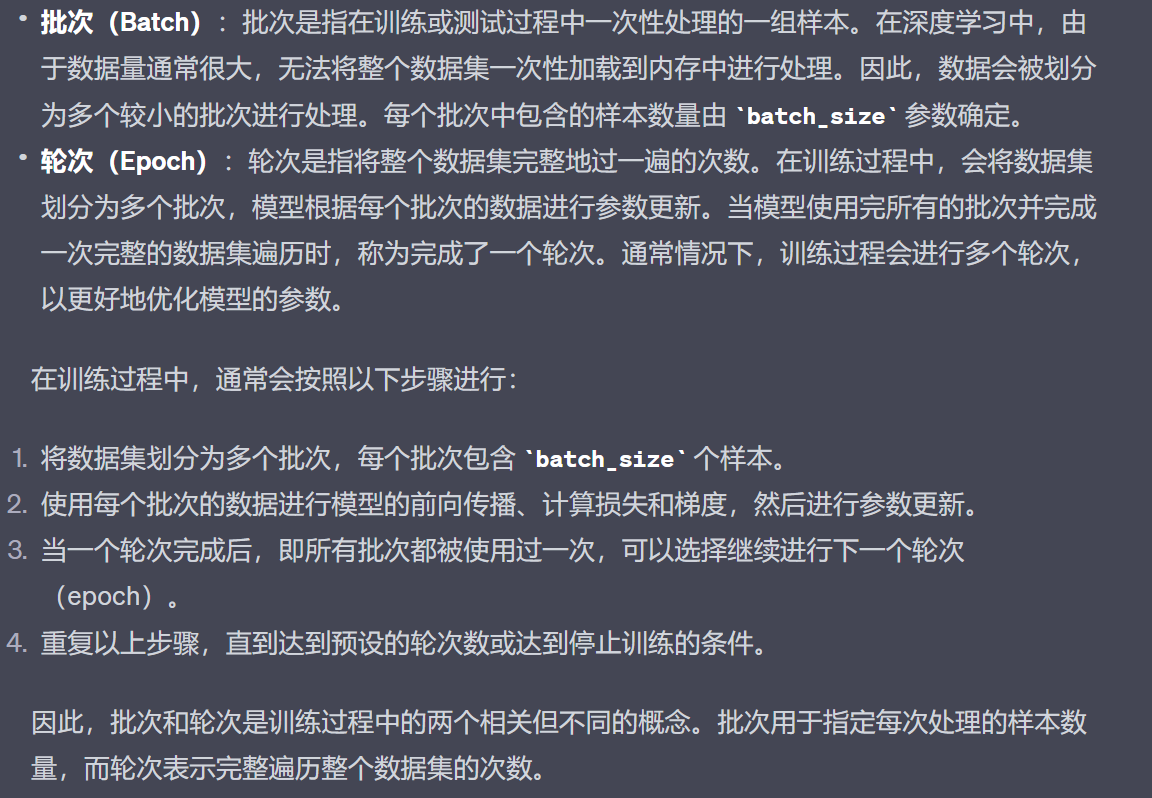 • 批次（Batch）：批次是指在训练或测试过程中一次性处理的一组样本。在深度学习中，由
于数据量通常很大，无法将整个数据集一次性加载到内存中进行处理。因此，数据会被划分
为多个较小的批次进行处理。每个批次中包含的样本数量由 `batch_size` 参数确定。
• 轮次（Epoch）：轮次是指将整个数据集完整地过一遍的次数。在训练过程中，会将数据集
划分为多个批次，模型根据每个批次的数据进行参数更新。当模型使用完所有的批次并完成
一次完整的数据集遍历时，称为完成了一个轮次。通常情况下，训练过程会进行多个轮次，
以更好地优化模型的参数。
在训练过程中，通常会按照以下步骤进行：
1. 将数据集划分为多个批次，每个批次包含 `batch_size` 个样本。
2. 使用每个批次的数据进行模型的前向传播、计算损失和梯度，然后进行参数更新。
3. 当一个轮次完成后，即所有批次都被使用过一次，可以选择继续进行下一个轮次
（epoch）。
4. 重复以上步骤，直到达到预设的轮次数或达到停止训练的条件。
因此，批次和轮次是训练过程中的两个相关但不同的概念。批次用于指定每次处理的样本数
量，而轮次表示完整遍历整个数据集的次数。